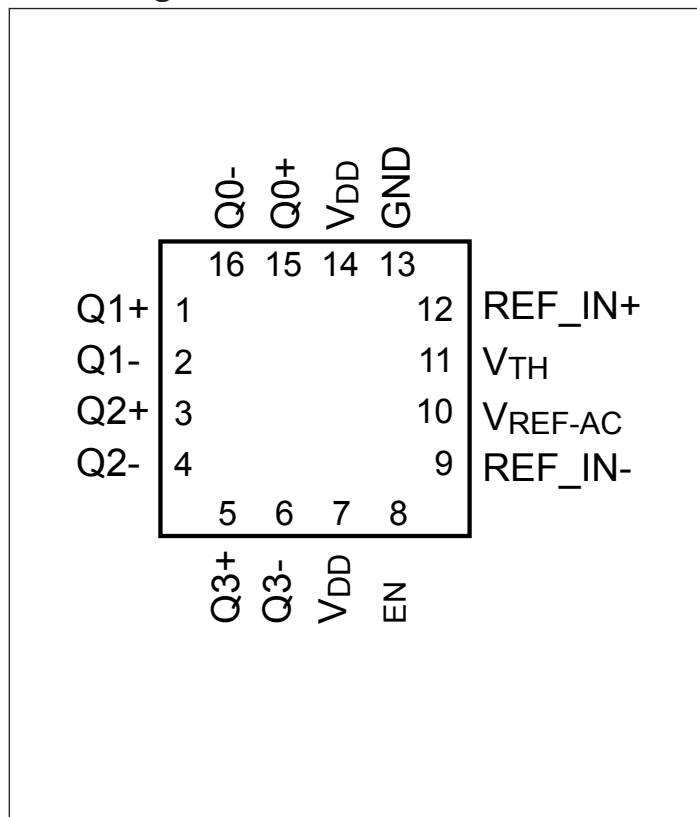 Q0-
Q0+
VDD
GND
16 15 14 13
Q1+ 1
Q1- 2
Q2+ 3
Q2- 4
12 REF_IN+
11 VTH
10 VREF-AC
9 REF_IN-
5 6 7 8
Q3+
Q3-
VDD
EN